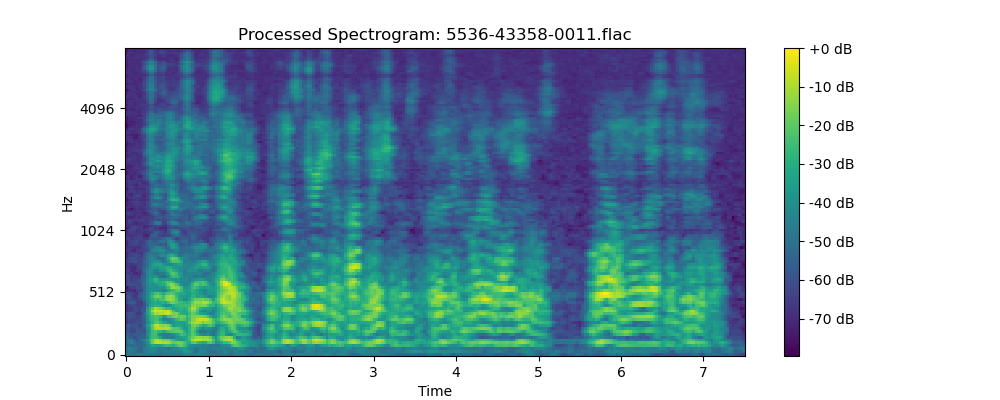 Processed Spectrogram: 5536-43358-0011.flac
Hz
4096
2048
1024
512
0
0 1 2 3 4 5 6 7
Time
+0 dB
-10 dB
-20 dB
-30 dB
-40 dB
-50 dB
-60 dB
-70 dB